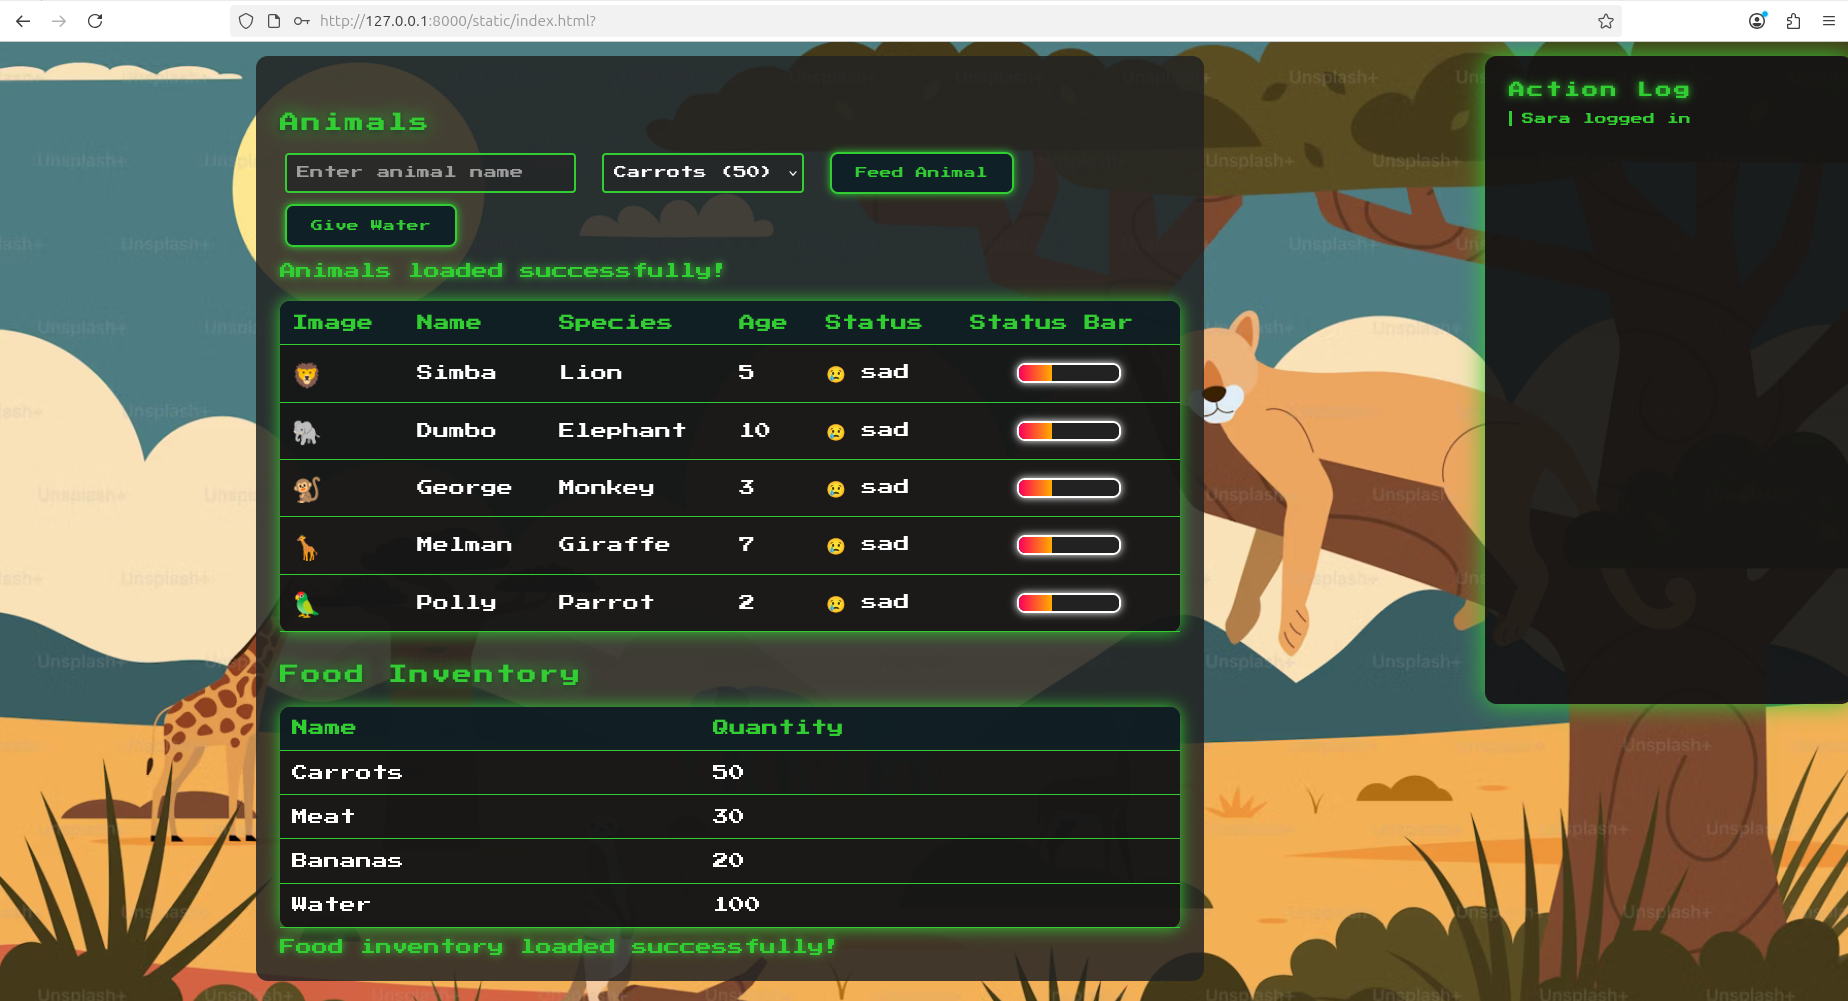 http://127.0.0.1:8000/static/index.html?
Animals
Enter animal name
Carrots (50)
Feed Animal
Give Water
Animals loaded successfully!
Image Name Species Age Status Status Bar
Simba Lion 5 😢 sad
Dumbo Elephant 10 😢 sad
George Monkey 3 😢 sad
Melman Giraffe 7 😢 sad
Polly Parrot 2 😢 sad
Food Inventory
Name Quantity
Carrots 50
Meat 30
Bananas 20
Water 100
Food inventory loaded successfully!
Action Log
Sara logged in
Unsplash+